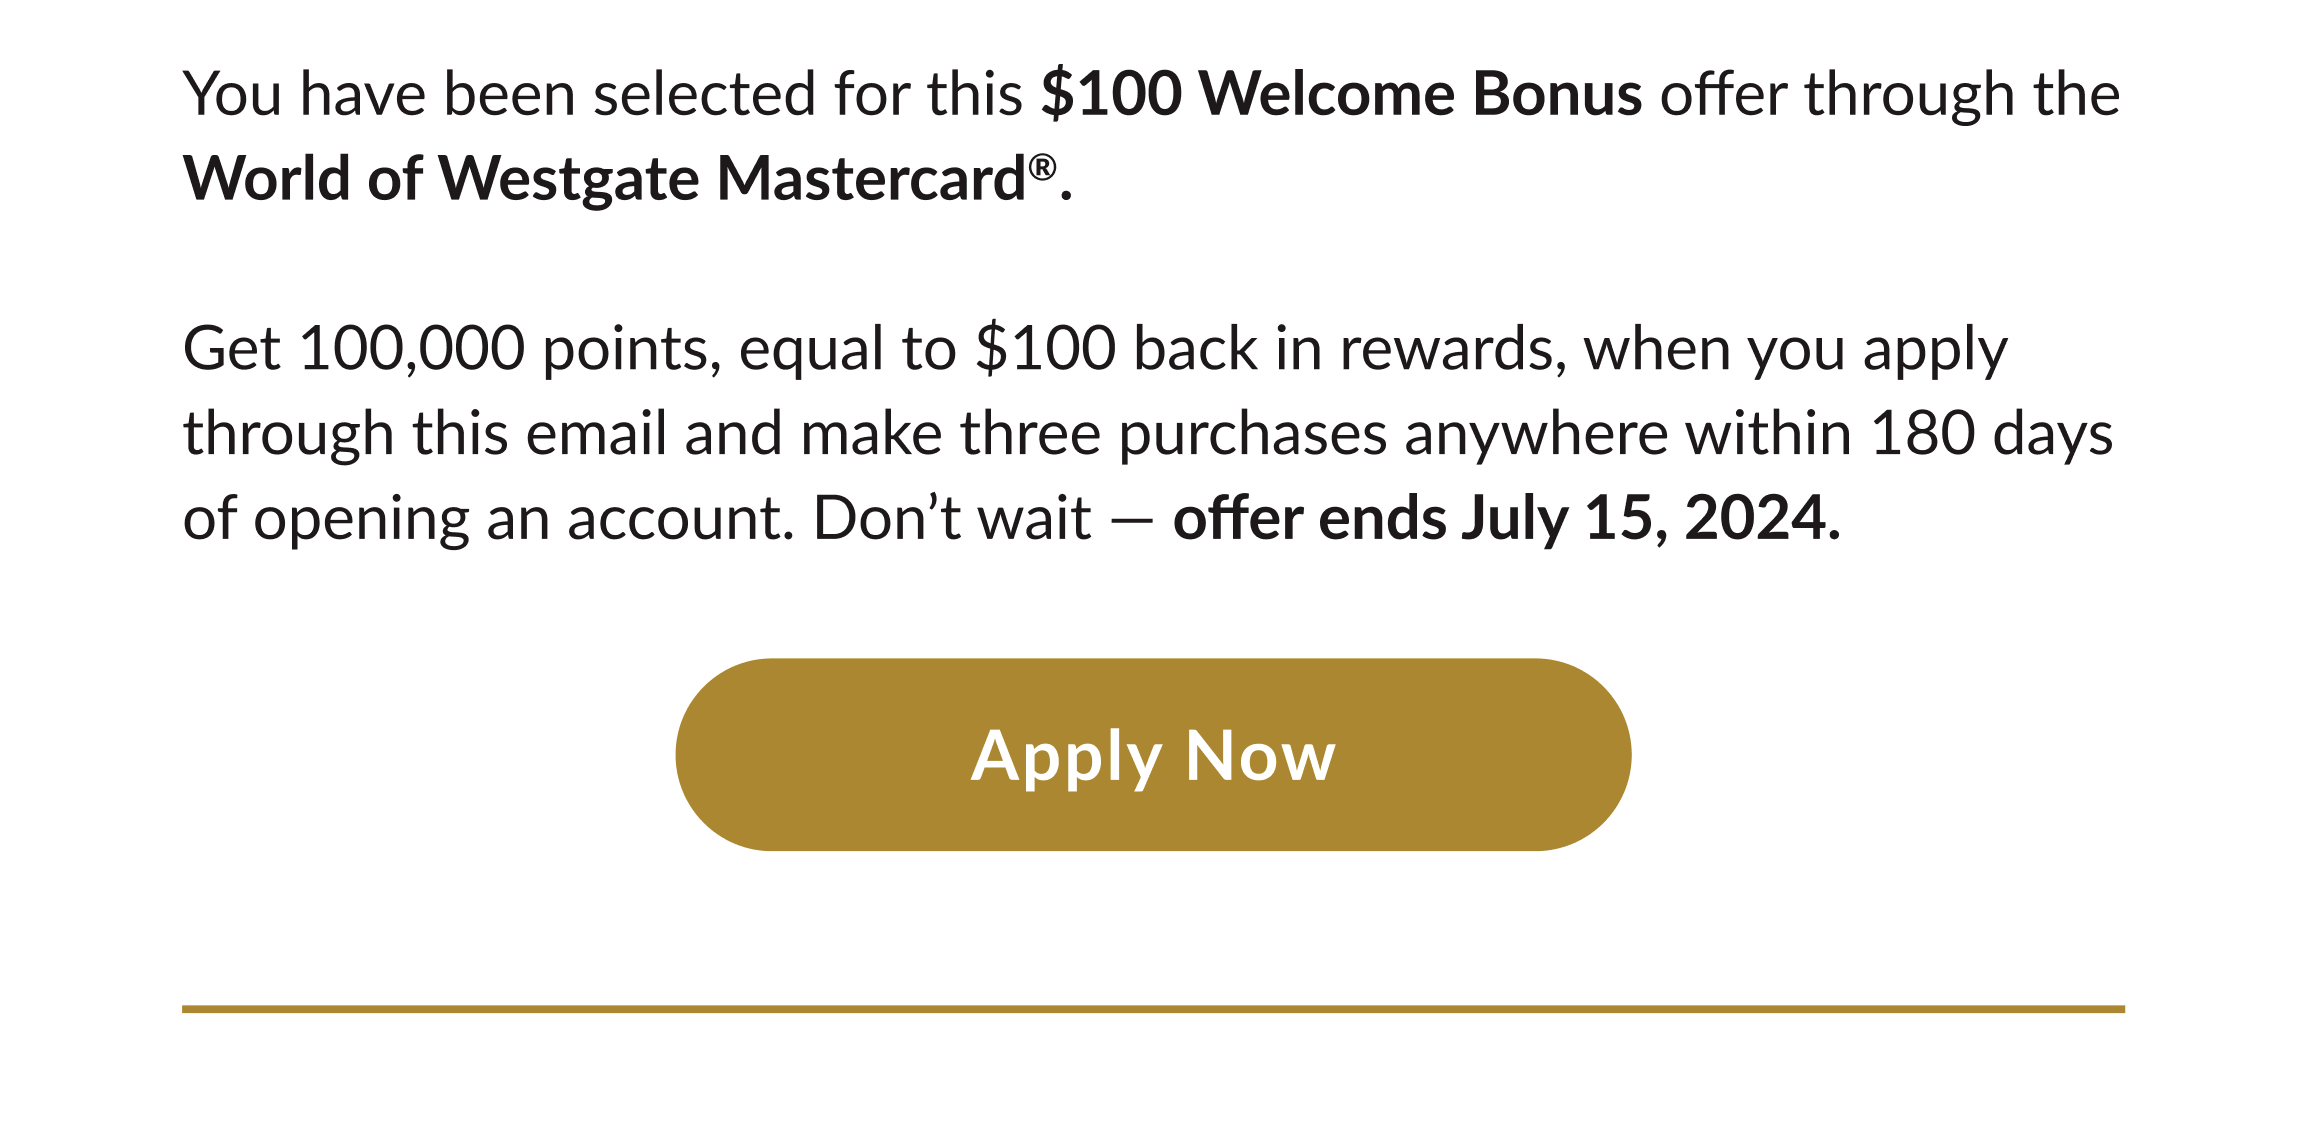 You have been selected for this $100 Welcome Bonus offer through the
World of Westgate Mastercard®.
Get 100,000 points, equal to $100 back in rewards, when you apply
through this email and make three purchases anywhere within 180 days
of opening an account. Don’t wait — offer ends July 15, 2024.
Apply Now